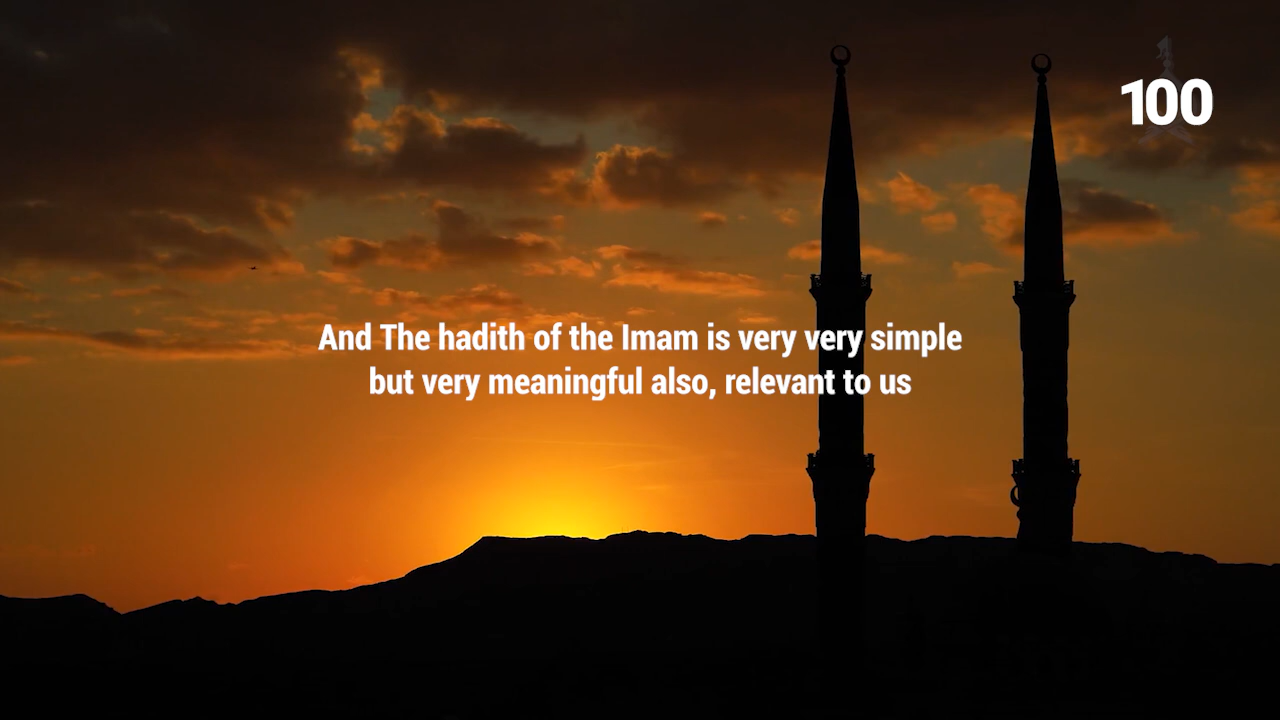 100
And The hadith of the Imam is very very simple
but very meaningful also, relevant to us